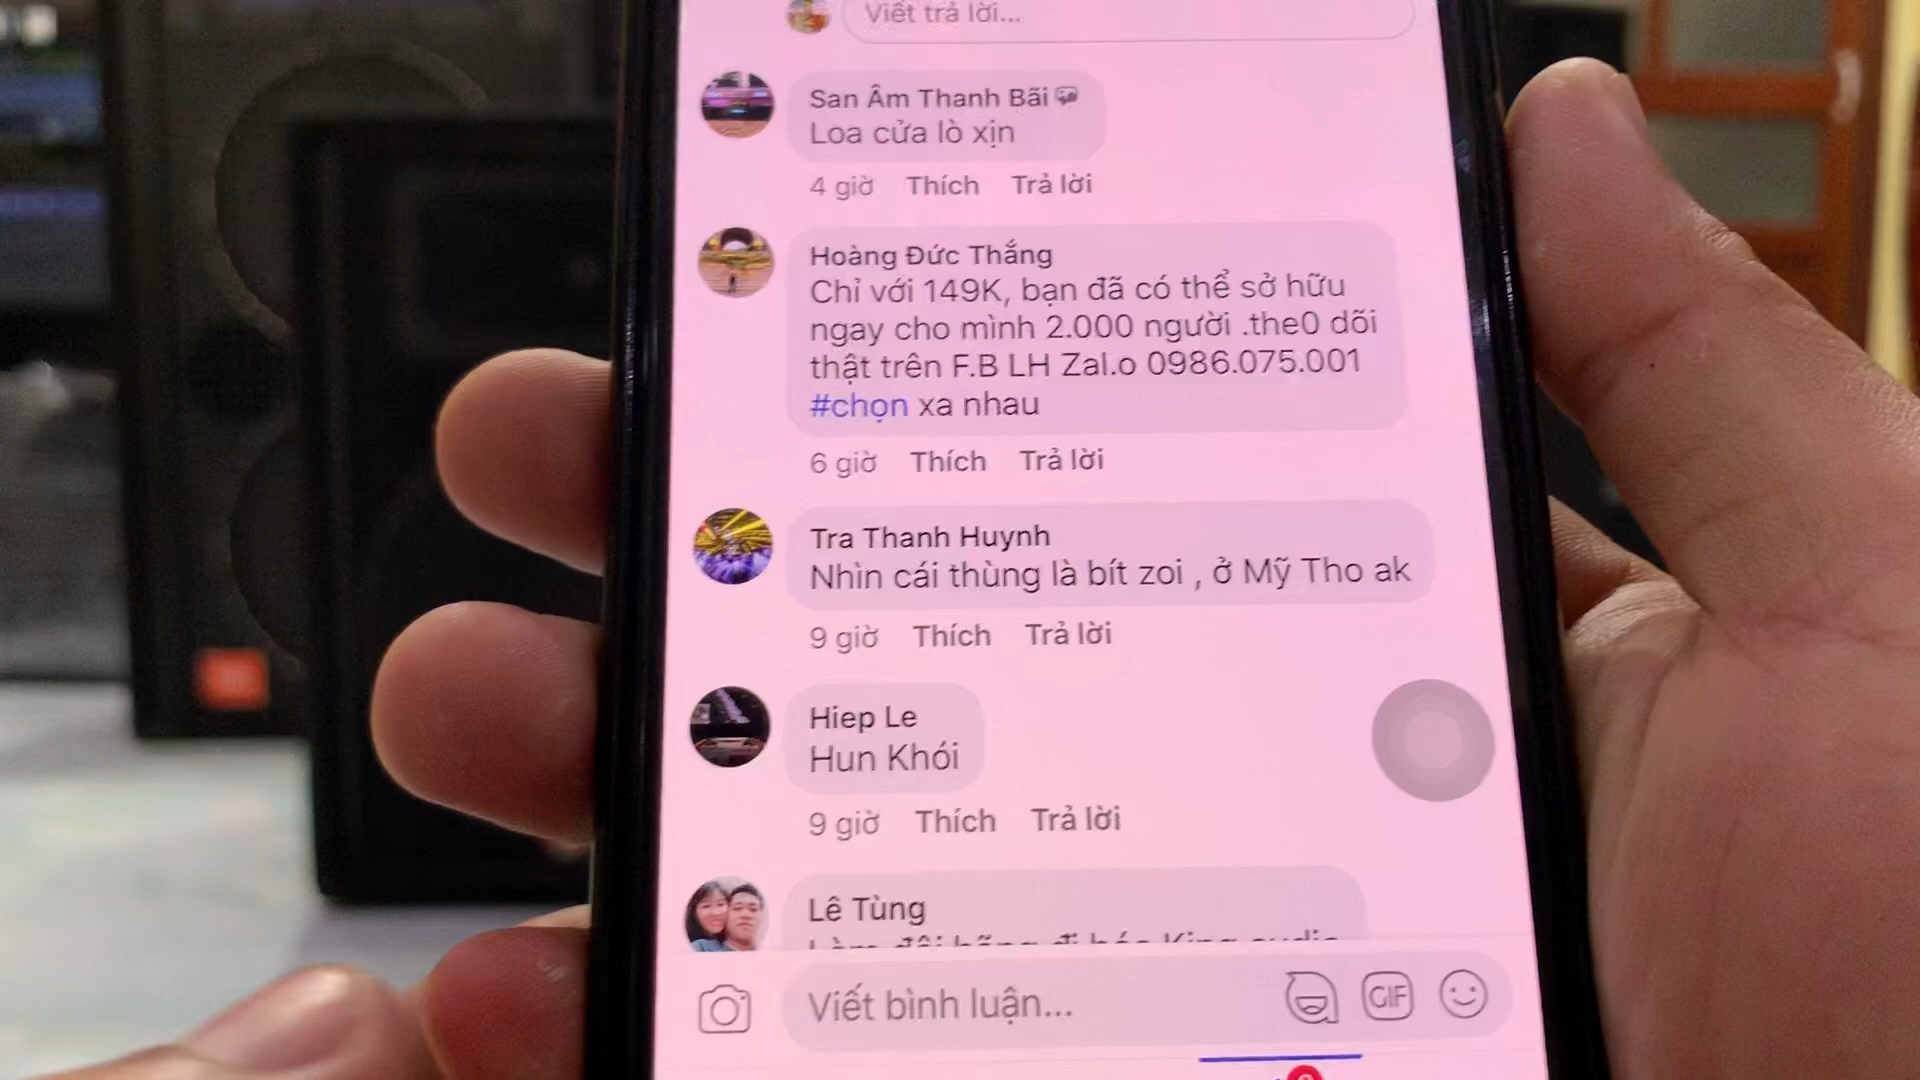 Viết trả lời...
San Âm Thanh Bãi
Loa cửa lò xịn
4 giờ Thích Trả lời
Hoàng Đức Thắng
Chỉ với 149K, bạn đã có thể sở hữu
ngay cho mình 2.000 người .the0 dõi
thật trên F.B LH Zal.o 0986.075.001
#chọn xa nhau
6 giờ Thích Trả lời
Tra Thanh Huynh
Nhìn cái thùng là bít zoi , ở Mỹ Tho ak
9 giờ Thích Trả lời
Hiep Le
Hun Khói
9 giờ Thích Trả lời
Lê Tùng
Viết bình luận...
GIF